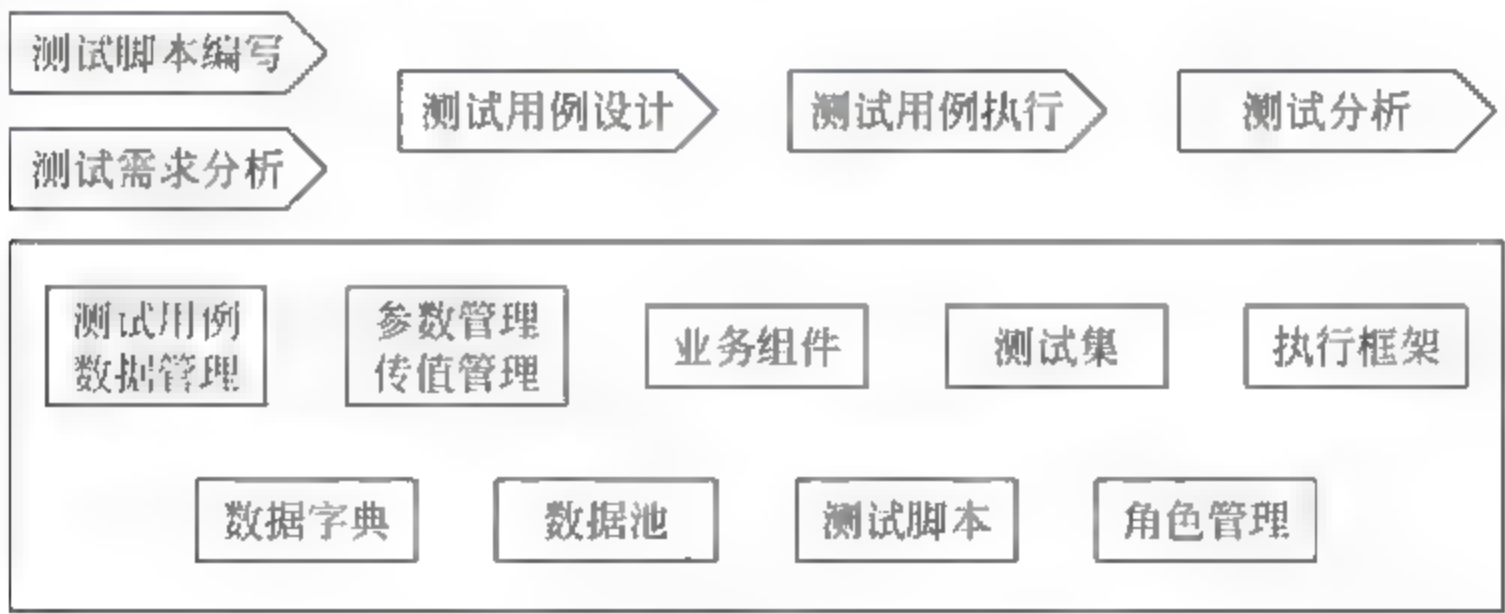 测试脚本编写
测试用例设计
测试用例执行
测试分析
测试需求分析
测试用例
数据管理
参数管理
传值管理
业务组件
测试集
执行框架
数据字典
数据池
测试脚本
角色管理